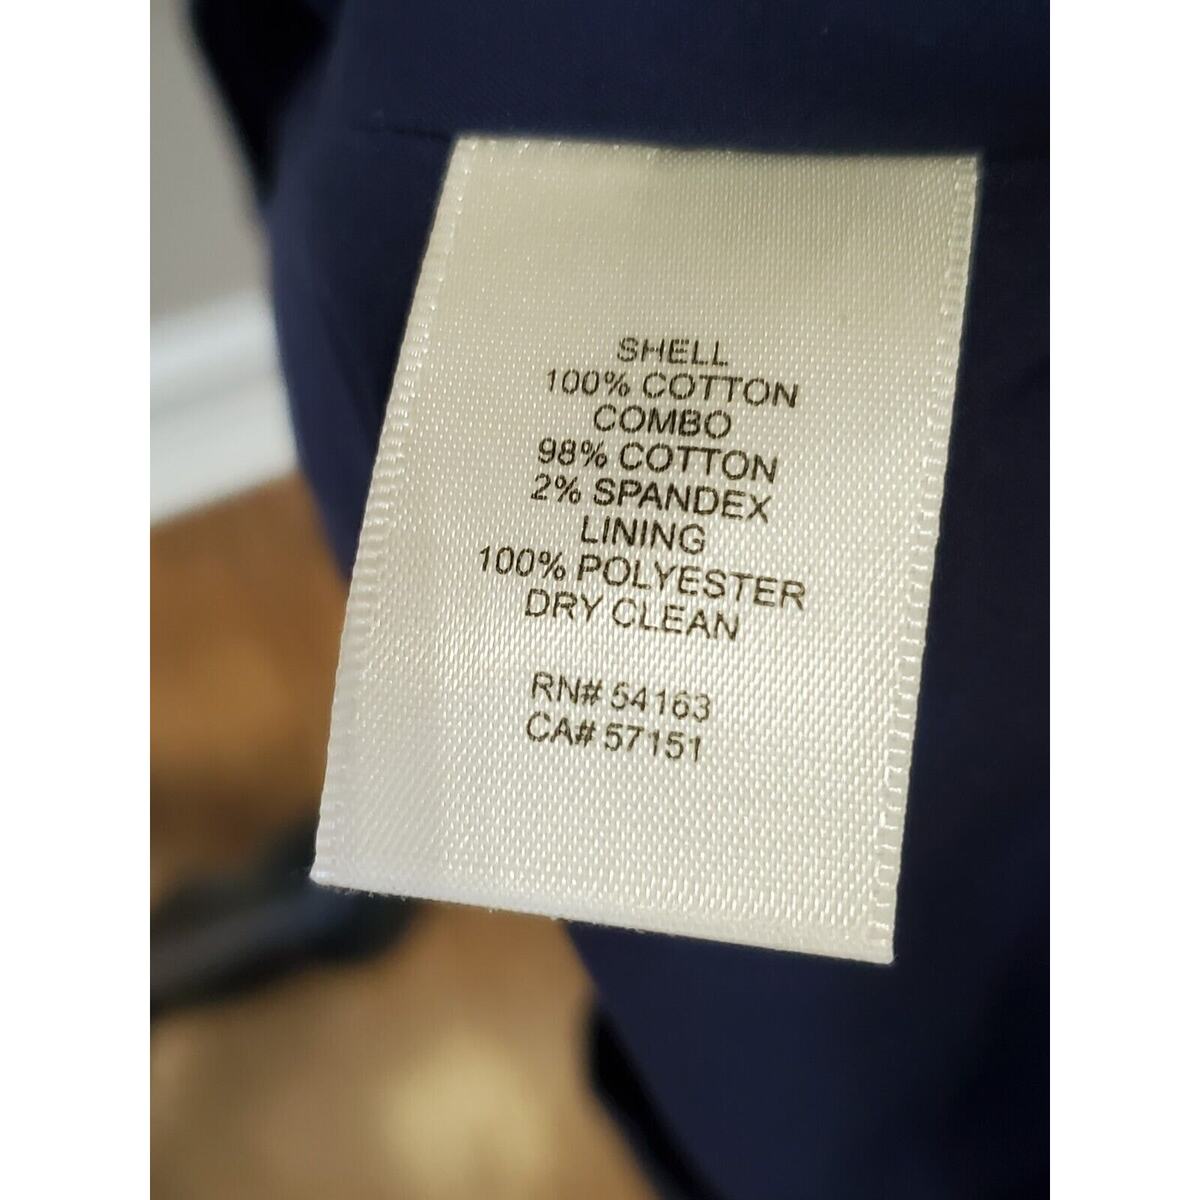 SHELL
100% COTTON
COMBO
98% COTTON
2% SPANDEX
LINING
100% POLYESTER
DRY CLEAN
RN# 54163
CA# 57151